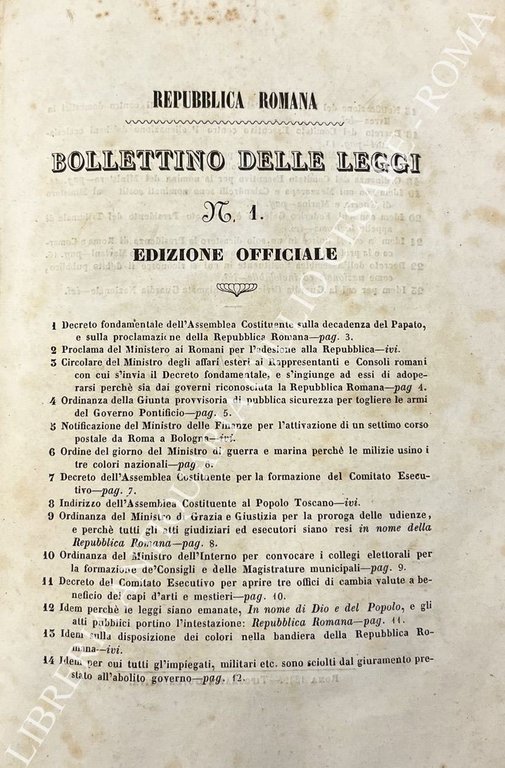 REPUBBLICA ROMANA
BOLLETTINO DELLE LEGGI
N. 1.
EDIZIONE OFFICIALE
1 Decreto fondamentale dell'Assemblea Costituente sulla decadenza del Papato,
e sulla proclamazione della Repubblica Romana—pag. 3.
2 Proclama del Ministero ai Romani per l'adesione alla Repubblica—ivi.
3 Circolare del Ministro degli affari esteri ai Rappresentanti e Consoli romani
con cui s'invia il Decreto fondamentale, e s'ingiunge ad essi di adope-
rarsi perchè sia dai governi riconosciuta la Repubblica Romana—pag 4.
4 Ordinanza della Giunta provvisoria di pubblica sicurezza per togliere le armi
del Governo Pontificio—pag. 5.
5 Notificazione del Ministro delle Finanze per l'attivazione di un settimo corso
postale da Roma a Bologna—ivi.
6 Ordine del giorno del Ministro di guerra e marina perchè le milizie usino i
tre colori nazionali—pag
7 Decreto dell'Assemblea Costituente per la formazione del Comitato Esecu-
tivo—pag. 7.
8 Indirizzo dell'Assemblea Costituente al Popolo Toscano—ivi.
9 Ordinanza del Ministro di Grazia e Giustizia per la proroga delle udienze,
e perchè tutti gli atti giudiziari ed esecutori siano resi in nome della
Repubblica Romana—pag. 8.
10 Ordinanza del Ministro dell'Interno per convocare i collegi elettorali per
la formazione de'Consigli e delle Magistrature municipali—pag. 9.
11 Decreto del Comitato Esecutivo per aprire tre offici di cambia valute a be-
neficio dei capi d'arti e mestieri—pag. 10.
12 Idem perchè le leggi siano emanate, In nome di Dio e del Popolo, e gli
atti pubblici portino l'intestazione: Repubblica Romana—pag. 11.
13 Idem sulla disposizione dei colori nella bandiera della Repubblica Ro-
mana—ivi.
14 Idem per cui tutti gl'impiegati, militari etc. sono sciolti dal giuramento pre-
stato all'abolito governo—pag. 12.